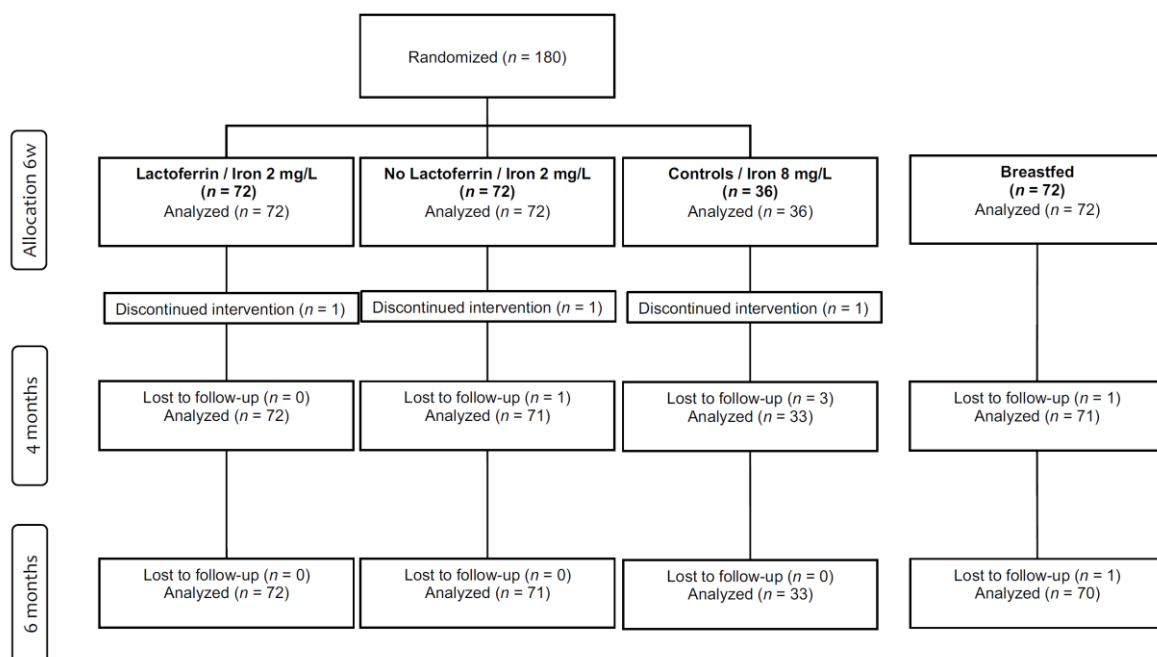 Randomized (n = 180)
Allocation 6w
Lactoferrin / Iron 2 mg/L
(n = 72)
Analyzed (n = 72)
No Lactoferrin / Iron 2 mg/L
(n = 72)
Analyzed (n = 72)
Controls / Iron 8 mg/L
(n = 36)
Analyzed (n = 36)
Breastfed
(n = 72)
Analyzed (n = 72)
Discontinued intervention (n = 1)
Discontinued intervention (n = 1)
Discontinued intervention (n = 1)
4 months
Lost to follow-up (n = 0)
Analyzed (n = 72)
Lost to follow-up (n = 1)
Analyzed (n = 71)
Lost to follow-up (n = 3)
Analyzed (n = 33)
Lost to follow-up (n = 1)
Analyzed (n = 71)
6 months
Lost to follow-up (n = 0)
Analyzed (n = 72)
Lost to follow-up (n = 0)
Analyzed (n = 71)
Lost to follow-up (n = 0)
Analyzed (n = 33)
Lost to follow-up (n = 1)
Analyzed (n = 70)